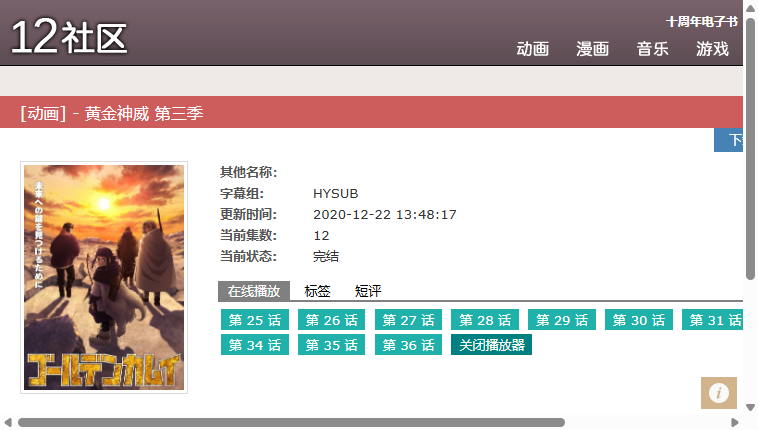 12社区
十周年电子书
动画 漫画 音乐 游戏
[动画] - 黄金神威 第三季
未来への鍵を見つけるために
ゴールデンカムイ
其他名称:
字幕组: HYSUB
更新时间: 2020-12-22 13:48:17
当前集数: 12
当前状态: 完结
在线播放 标签 短评
第 25 话 第 26 话 第 27 话 第 28 话 第 29 话 第 30 话 第 31 话
第 34 话 第 35 话 第 36 话 关闭播放器